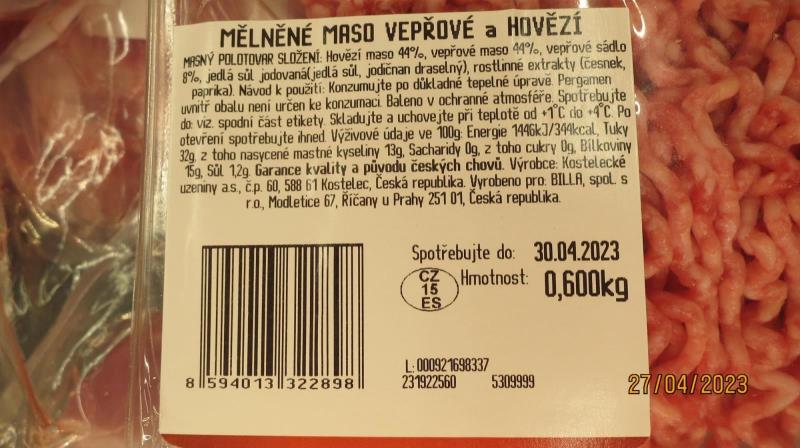 MĚLNĚNÉ MASO VEPŘOVÉ a HOVĚZÍ
MASNÝ POLOTOVAR SLOŽENÍ: Hovězí maso 44%, vepřové maso 44%, vepřové sádlo
8%, jedlá sůl jodovaná(jedlá sůl, jodičnan draselný), rostlinné extrakty (česnek,
paprika). Návod k použití: Konzumujte po důkladné tepelné úpravě. Pergamen
uvnitř obalu není určen ke konzumaci. Baleno v ochranné atmosféře. Spotřebujte
do: viz. spodní část etikety. Skladujte a uchovejte při teplotě od +1°C do +4°C. Po
otevření spotřebujte ihned. Výživové údaje ve 100g: Energie 1446kJ/344kcal, Tuky
32g, z toho nasycené mastné kyseliny 13g, Sacharidy 0g, z toho cukry 0g, Bílkoviny
15g, Sůl 1,2g. Garance kvality a původu českých chovů. Výrobce: Kostelecké
uzeniny a.s., č.p. 60, 588 61 Kostelec, Česká republika. Vyrobeno pro: BILLA, spol. s
r.o., Modletice 67, Říčany u Prahy 251 01, Česká republika.
Spotřebujte do: 30.04.2023
CZ
15
ES
Hmotnost: 0,600kg
L: 000921698337
231922560 5309999
8 594013 322898
27/04/2023